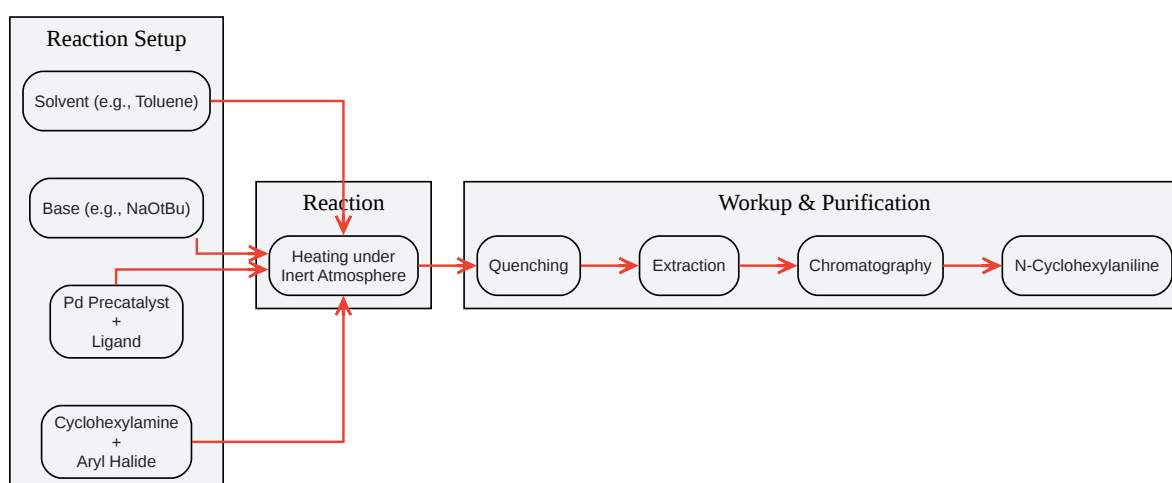 Reaction Setup
Solvent (e.g., Toluene)
Base (e.g., NaOtBu)
Pd Precatalyst
+
Ligand
Cyclohexylamine
+
Aryl Halide
Reaction
Heating under
Inert Atmosphere
Workup & Purification
Quenching
Extraction
Chromatography
N-Cyclohexylaniline